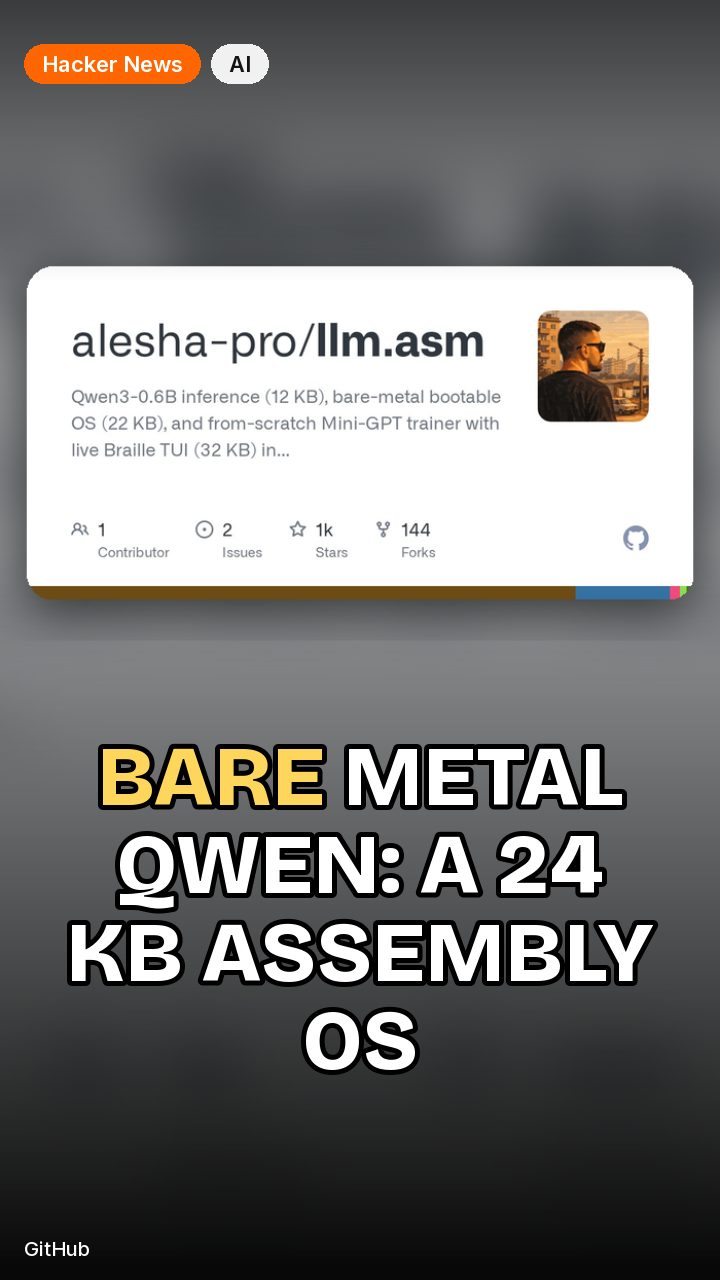 Hacker News AI
alesha-pro/llm.asm
Qwen3-0.6B inference (12 KB), bare-metal bootable
OS (22 KB), and from-scratch Mini-GPT trainer with
live Braille TUI (32 KB) in...
1 2 1k 144
Contributor Issues Stars Forks
BARE METAL
QWEN: A 24
KB ASSEMBLY
OS
GitHub